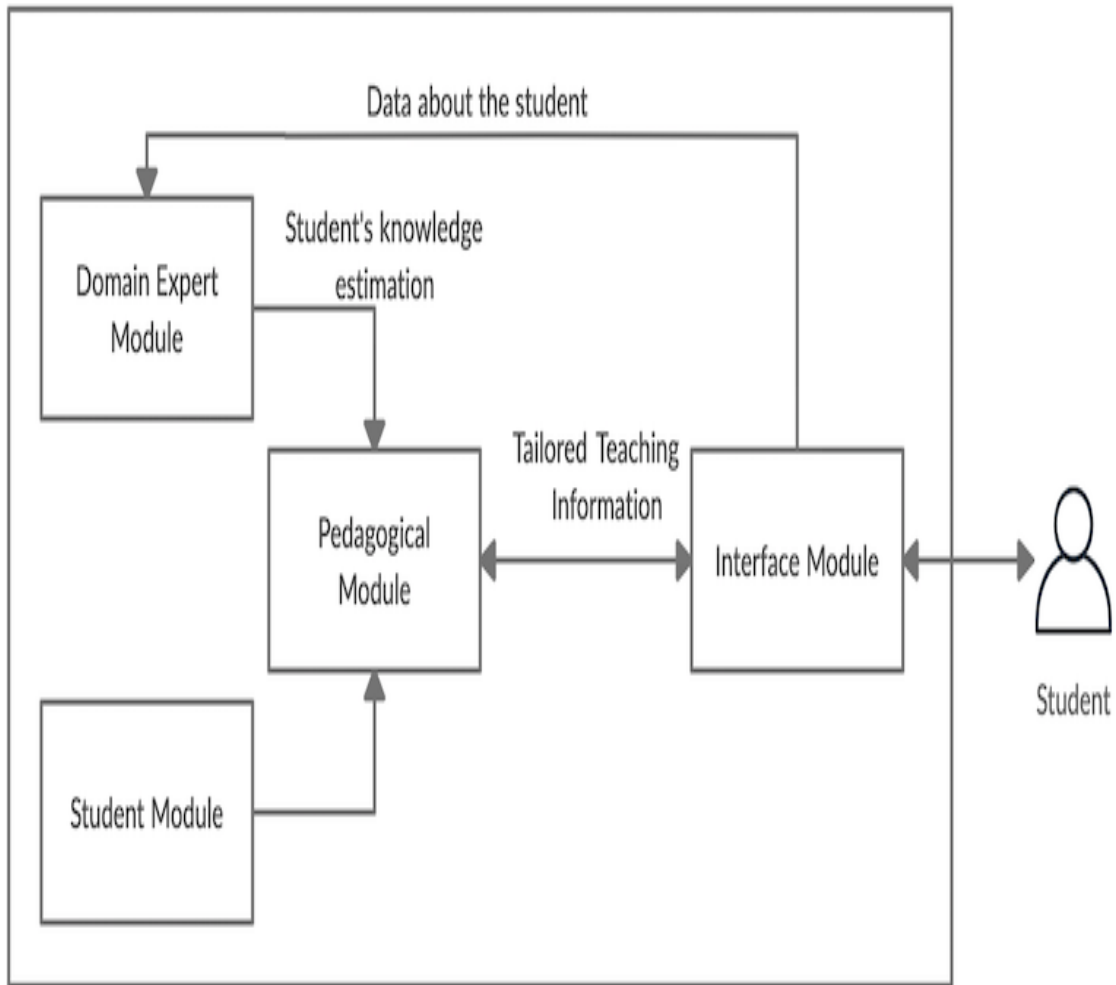 Data about the student
Student's knowledge
estimation
Domain Expert
Module
Tailored Teaching
Information
Pedagogical
Module
Interface Module
Student
Student Module